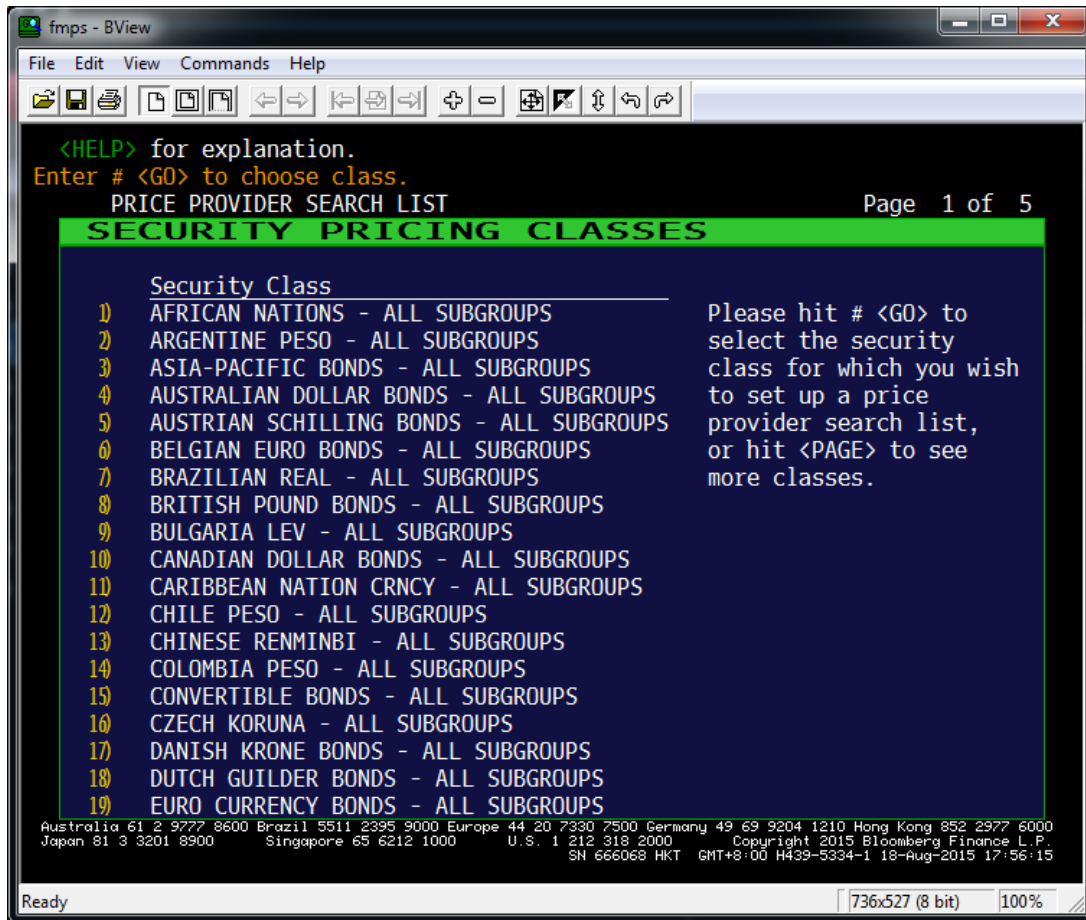 fmps - BView
File Edit View Commands Help
<HELP> for explanation.
Enter # <GO> to choose class.
PRICE PROVIDER SEARCH LIST Page 1 of 5
SECURITY PRICING CLASSES
Security Class
1) AFRICAN NATIONS - ALL SUBGROUPS
2) ARGENTINE PESO - ALL SUBGROUPS
3) ASIA-PACIFIC BONDS - ALL SUBGROUPS
4) AUSTRALIAN DOLLAR BONDS - ALL SUBGROUPS
5) AUSTRIAN SCHILLING BONDS - ALL SUBGROUPS
6) BELGIAN EURO BONDS - ALL SUBGROUPS
7) BRAZILIAN REAL - ALL SUBGROUPS
8) BRITISH POUND BONDS - ALL SUBGROUPS
9) BULGARIA LEV - ALL SUBGROUPS
10) CANADIAN DOLLAR BONDS - ALL SUBGROUPS
11) CARIBBEAN NATION CRNCY - ALL SUBGROUPS
12) CHILE PESO - ALL SUBGROUPS
13) CHINESE RENMINBI - ALL SUBGROUPS
14) COLOMBIA PESO - ALL SUBGROUPS
15) CONVERTIBLE BONDS - ALL SUBGROUPS
16) CZECH KORUNA - ALL SUBGROUPS
17) DANISH KRONE BONDS - ALL SUBGROUPS
18) DUTCH GUILDER BONDS - ALL SUBGROUPS
19) EURO CURRENCY BONDS - ALL SUBGROUPS
Please hit # <GO> to
select the security
class for which you wish
to set up a price
provider search list,
or hit <PAGE> to see
more classes.
Australia 61 2 9777 8600 Brazil 5511 2395 9000 Europe 44 20 7330 7500 Germany 49 69 9204 1210 Hong Kong 852 2977 6000
Japan 81 3 3201 8900 Singapore 65 6212 1000 U.S. 1 212 318 2000 Copyright 2015 Bloomberg Finance L.P.
SN 666068 HKT GMT+8:00 H439-5334-1 18-Aug-2015 17:56:15
Ready 736x527 (8 bit) 100%